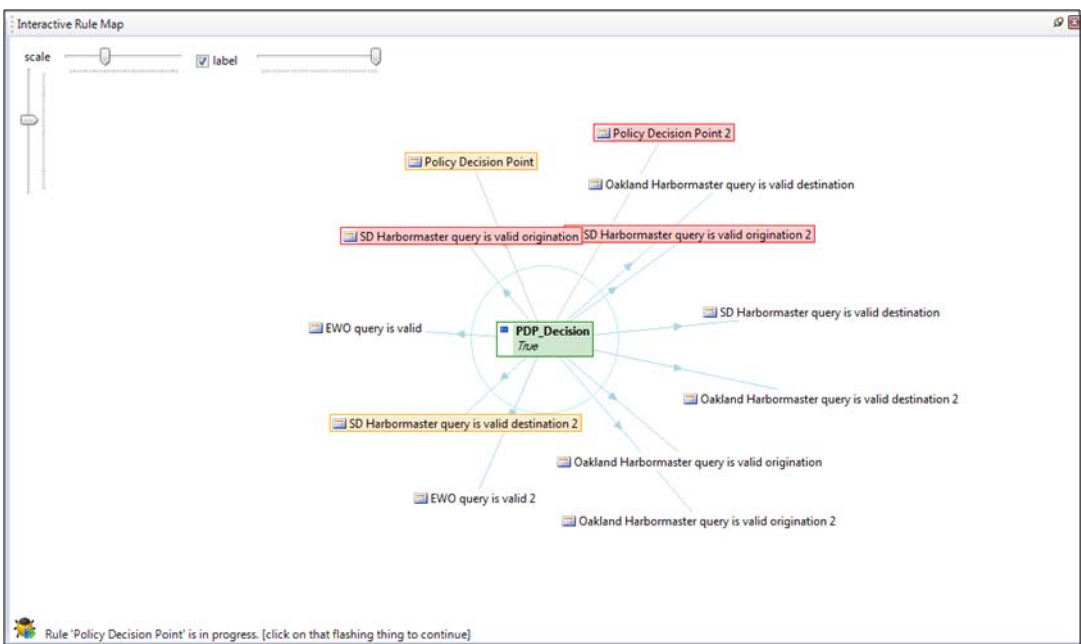 Interactive Rule Map
scale
label
Policy Decision Point 2
Policy Decision Point
Oakland Harbormaster query is valid destination
SD Harbormaster query is valid origination
SD Harbormaster query is valid origination 2
SD Harbormaster query is valid destination
EWO query is valid
PDP_Decision
True
Oakland Harbormaster query is valid destination 2
SD Harbormaster query is valid destination 2
Oakland Harbormaster query is valid origination
EWO query is valid 2
Oakland Harbormaster query is valid origination 2
Rule 'Policy Decision Point' is in progress. [click on that flashing thing to continue]